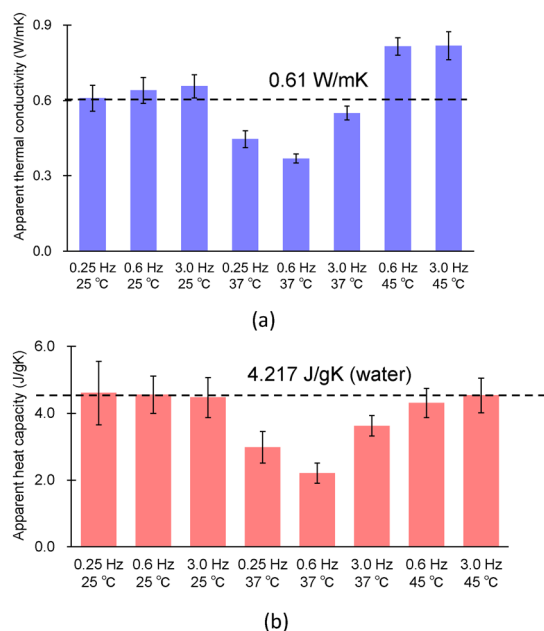 Apparent thermal conductivity (W/mK)
0.9
0.6
0.3
0.0
0.61 W/mK
0.25 Hz 0.6 Hz 3.0 Hz 0.25 Hz 0.6 Hz 3.0 Hz 0.6 Hz 3.0 Hz
25 ℃ 25 ℃ 25 ℃ 37 ℃ 37 ℃ 37 ℃ 45 ℃ 45 ℃
(a)
Apparent heat capacity (J/gK)
6.0
4.0
2.0
0.0
4.217 J/gK (water)
0.25 Hz 0.6 Hz 3.0 Hz 0.25 Hz 0.6 Hz 3.0 Hz 0.6 Hz 3.0 Hz
25 ℃ 25 ℃ 25 ℃ 37 ℃ 37 ℃ 37 ℃ 45 ℃ 45 ℃
(b)